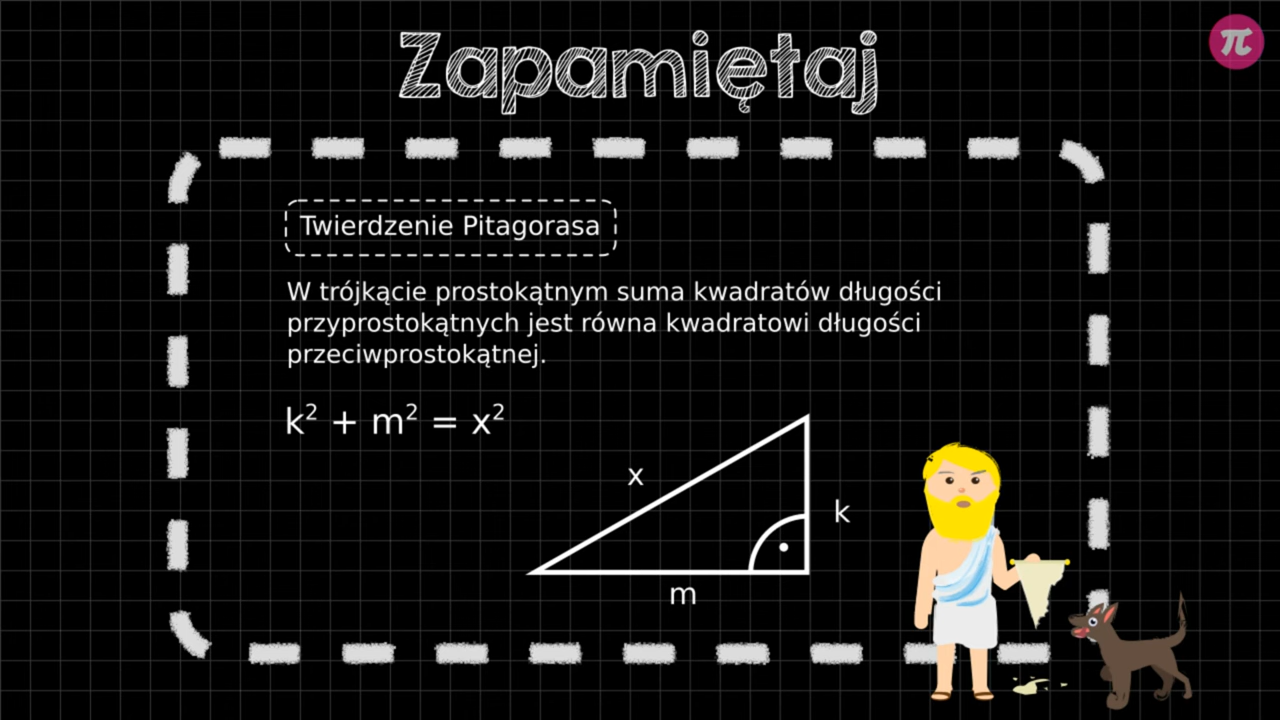 Zapamiętaj
π
Twierdzenie Pitagorasa
W trójkącie prostokątnym suma kwadratów długości
przyprostokątnych jest równa kwadratowi długości
przeciwprostokątnej.
k² + m² = x²
x
k
m